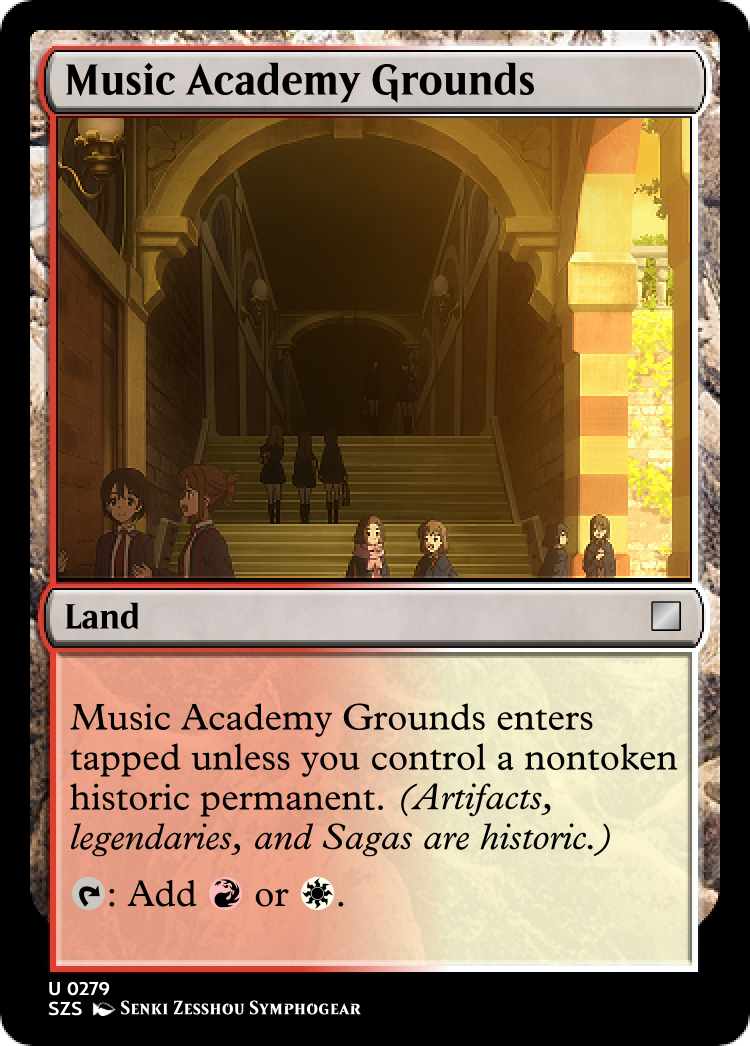 Music Academy Grounds
Land
Music Academy Grounds enters
tapped unless you control a nontoken
historic permanent. (Artifacts,
legendaries, and Sagas are historic.)
: Add or .
U 0279
SZS Senki Zesshou Symphogear